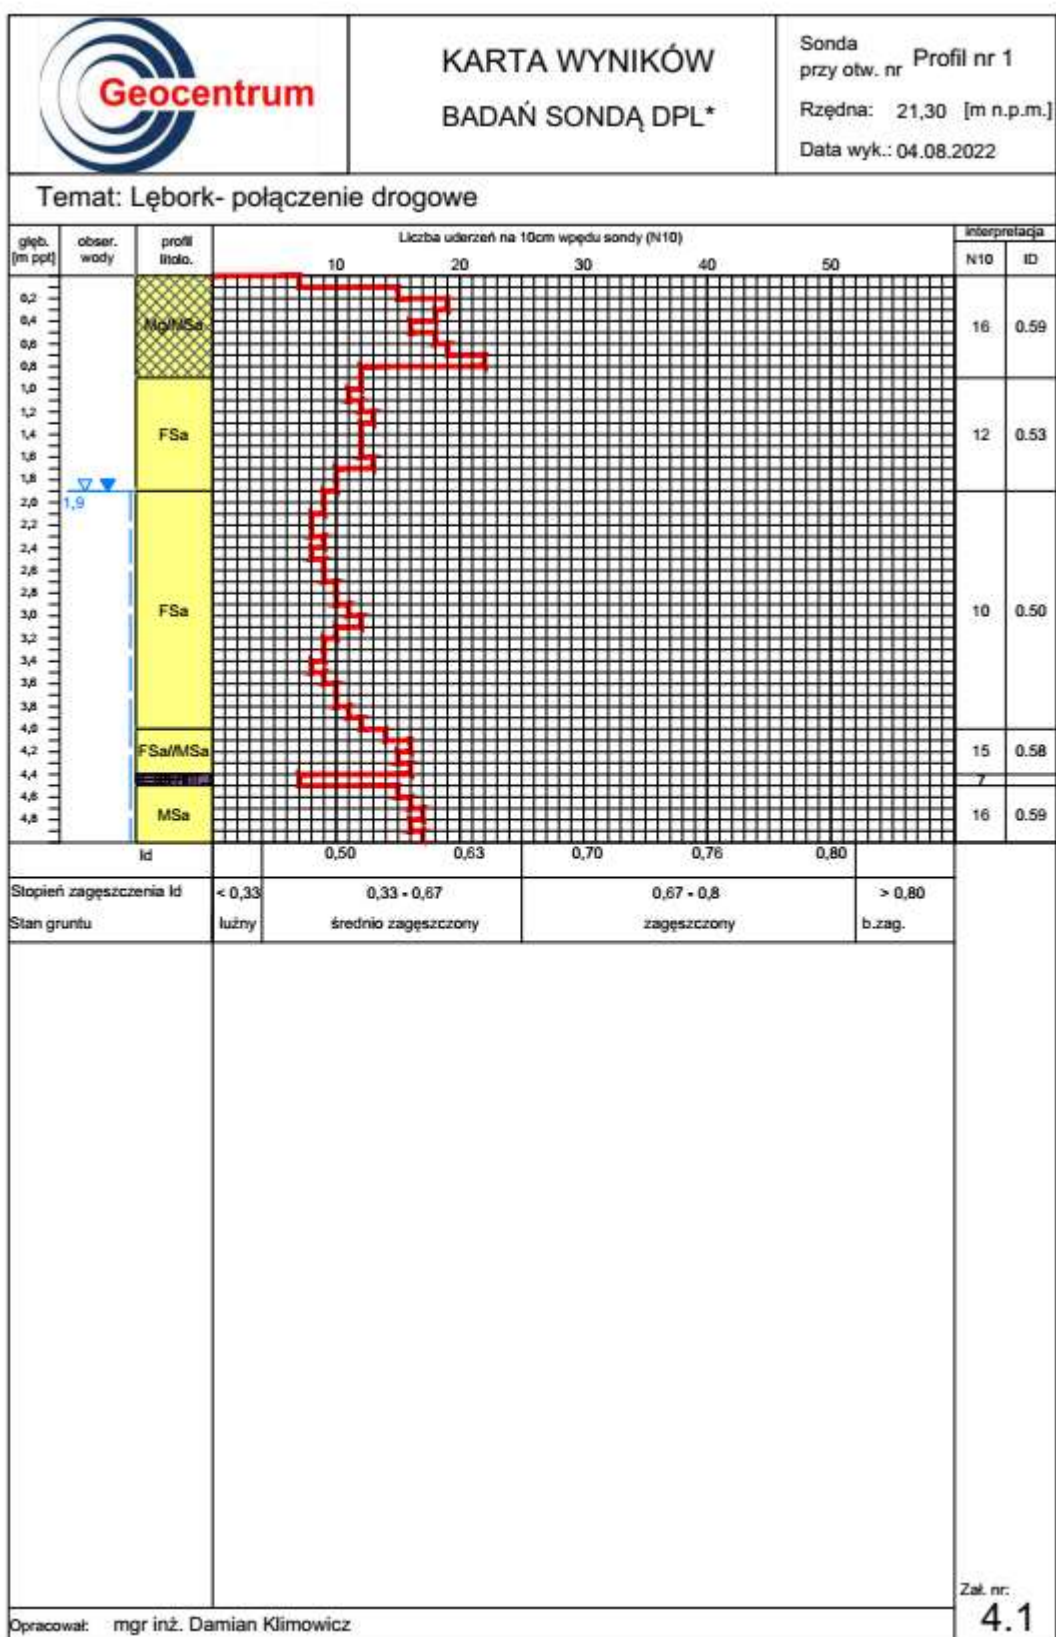 Geocentrum
KARTA WYNIKÓW
BADAŃ SONDĄ DPL*
Sonda
przy otw. nr Profil nr 1
Rzędna: 21,30 [m n.p.m.]
Data wyk.: 04.08.2022
Temat: Lębork- połączenie drogowe
głęb. [m ppt]
obser. wody
profil litolo.
Liczba uderzeń na 10cm wpędu sondy (N10)
10 20 30 40 50
Interpretacja
N10 ID
0,2
0,4 Mg/MSa 16 0.59
0,6
0,8
1,0
1,2
1,4 FSa 12 0.53
1,6
1,8
2,0 1,9
2,2
2,4
2,6
2,8
3,0 FSa 10 0.50
3,2
3,4
3,6
3,8
4,0
4,2 FSa//MSa 15 0.58
4,4 7
4,6
4,8 MSa 16 0.59
Id 0,50 0,63 0,70 0,76 0,80
Stopień zagęszczenia Id < 0,33 0,33 - 0,67 0,67 - 0,8 > 0,80
Stan gruntu luźny średnio zagęszczony zagęszczony b.zag.
Zał. nr:
4.1
Opracował: mgr inż. Damian Klimowicz